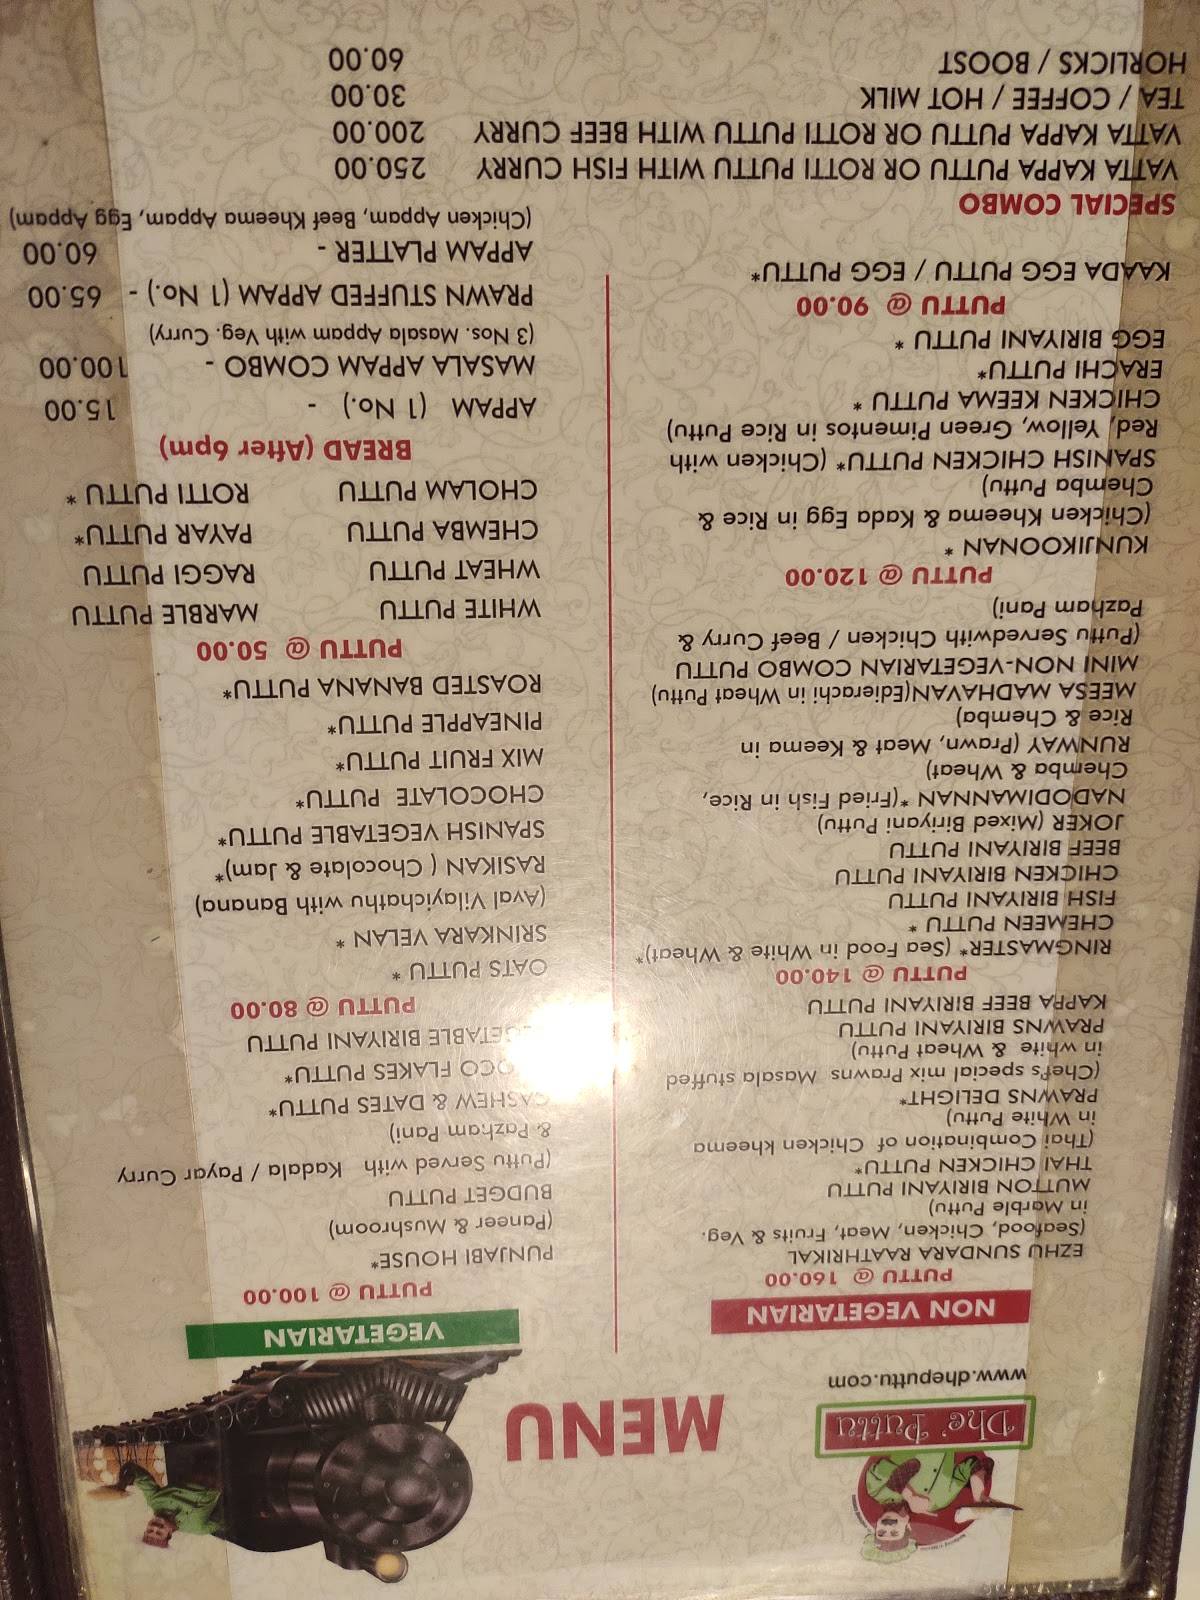 Dhe Puttu
www.dheputtu.com
MENU
NON VEGETARIAN
PUTTU @ 160.00
EZHU SUNDARA RAATHRIKAL
(Seafood, Chicken, Meat, Fruits & Veg.
in Marble Puttu)
MUTTON BIRIYANI PUTTU
THAI CHICKEN PUTTU*
(Thai Combination of Chicken kheema
in White Puttu)
PRAWNS DELIGHT*
(Chef's special mix Prawns Masala stuffed
in white & Wheat Puttu)
PRAWNS BIRIYANI PUTTU
KAPPA BEEF BIRIYANI PUTTU
PUTTU @ 140.00
RINGMASTER* (Sea Food in White & Wheat)*
CHEMEEN PUTTU *
FISH BIRIYANI PUTTU
CHICKEN BIRIYANI PUTTU
BEEF BIRIYANI PUTTU
JOKER (Mixed Biriyani Puttu)
NADODIMANNAN *(Fried Fish in Rice,
Chemba & Wheat)
RUNWAY (Prawn, Meat & Keema in
Rice & Chemba)
MEESA MADHAVAN(Edierachi in Wheat Puttu)
MINI NON-VEGETARIAN COMBO PUTTU
(Puttu Servedwith Chicken / Beef Curry &
Pazham Pani)
PUTTU @ 120.00
KUNJIKOONAN *
(Chicken Kheema & Kada Egg in Rice &
Chemba Puttu)
SPANISH CHICKEN PUTTU* (Chicken with
Red, Yellow, Green Pimentos in Rice Puttu)
CHICKEN KEEMA PUTTU *
ERACHI PUTTU*
EGG BIRIYANI PUTTU *
PUTTU @ 90.00
KAADA EGG PUTTU / EGG PUTTU*
VEGETARIAN
PUTTU @ 100.00
PUNJABI HOUSE*
(Paneer & Mushroom)
BUDGET PUTTU
(Puttu Served with Kadala / Payar Curry
& Pazham Pani)
CASHEW & DATES PUTTU*
FLAKES PUTTU*
BIRIYANI PUTTU
PUTTU @ 80.00
OATS PUTTU *
SRINKARA VELAN *
(Aval Vilayichathu with Banana)
RASIKAN ( Chocolate & Jam)*
SPANISH VEGETABLE PUTTU*
CHOCOLATE PUTTU*
MIX FRUIT PUTTU*
PINEAPPLE PUTTU*
ROASTED BANANA PUTTU*
PUTTU @ 50.00
WHITE PUTTU MARBLE PUTTU
WHEAT PUTTU RAGGI PUTTU
CHEMBA PUTTU PAYAR PUTTU*
CHOLAM PUTTU ROTTI PUTTU *
BREAD (After 6pm)
APPAM (1 No.) - 15.00
MASALA APPAM COMBO - 100.00
(3 Nos. Masala Appam with Veg. Curry)
PRAWN STUFFED APPAM (1 No.) - 65.00
APPAM PLATTER - 60.00
(Chicken Appam, Beef Kheema Appam, Egg Appam)
SPECIAL COMBO
VATTA KAPPA PUTTU OR ROTTI PUTTU WITH FISH CURRY 250.00
VATTA KAPPA PUTTU OR ROTTI PUTTU WITH BEEF CURRY 200.00
TEA / COFFEE / HOT MILK 30.00
HORLICKS / BOOST 60.00